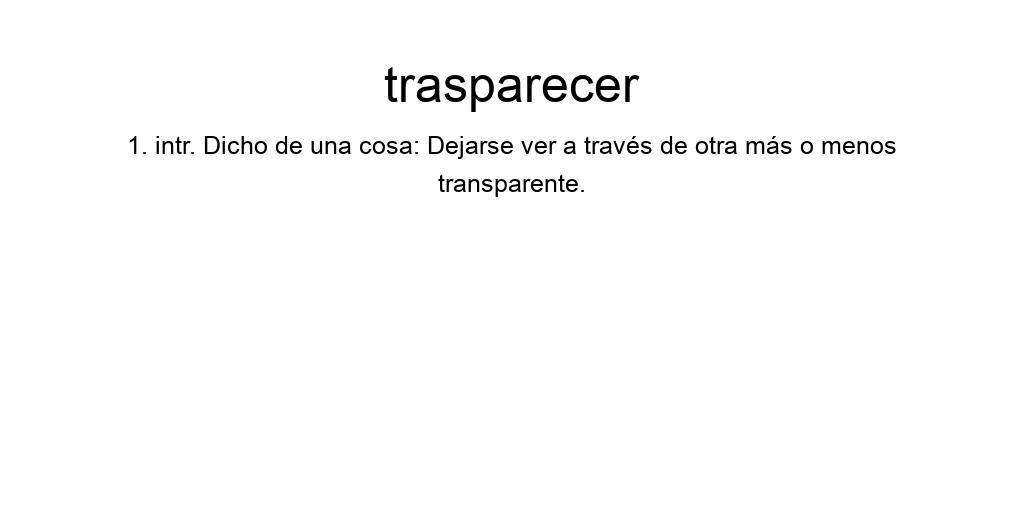 trasparecer
1. intr. Dicho de una cosa: Dejarse ver a través de otra más o menos
transparente.